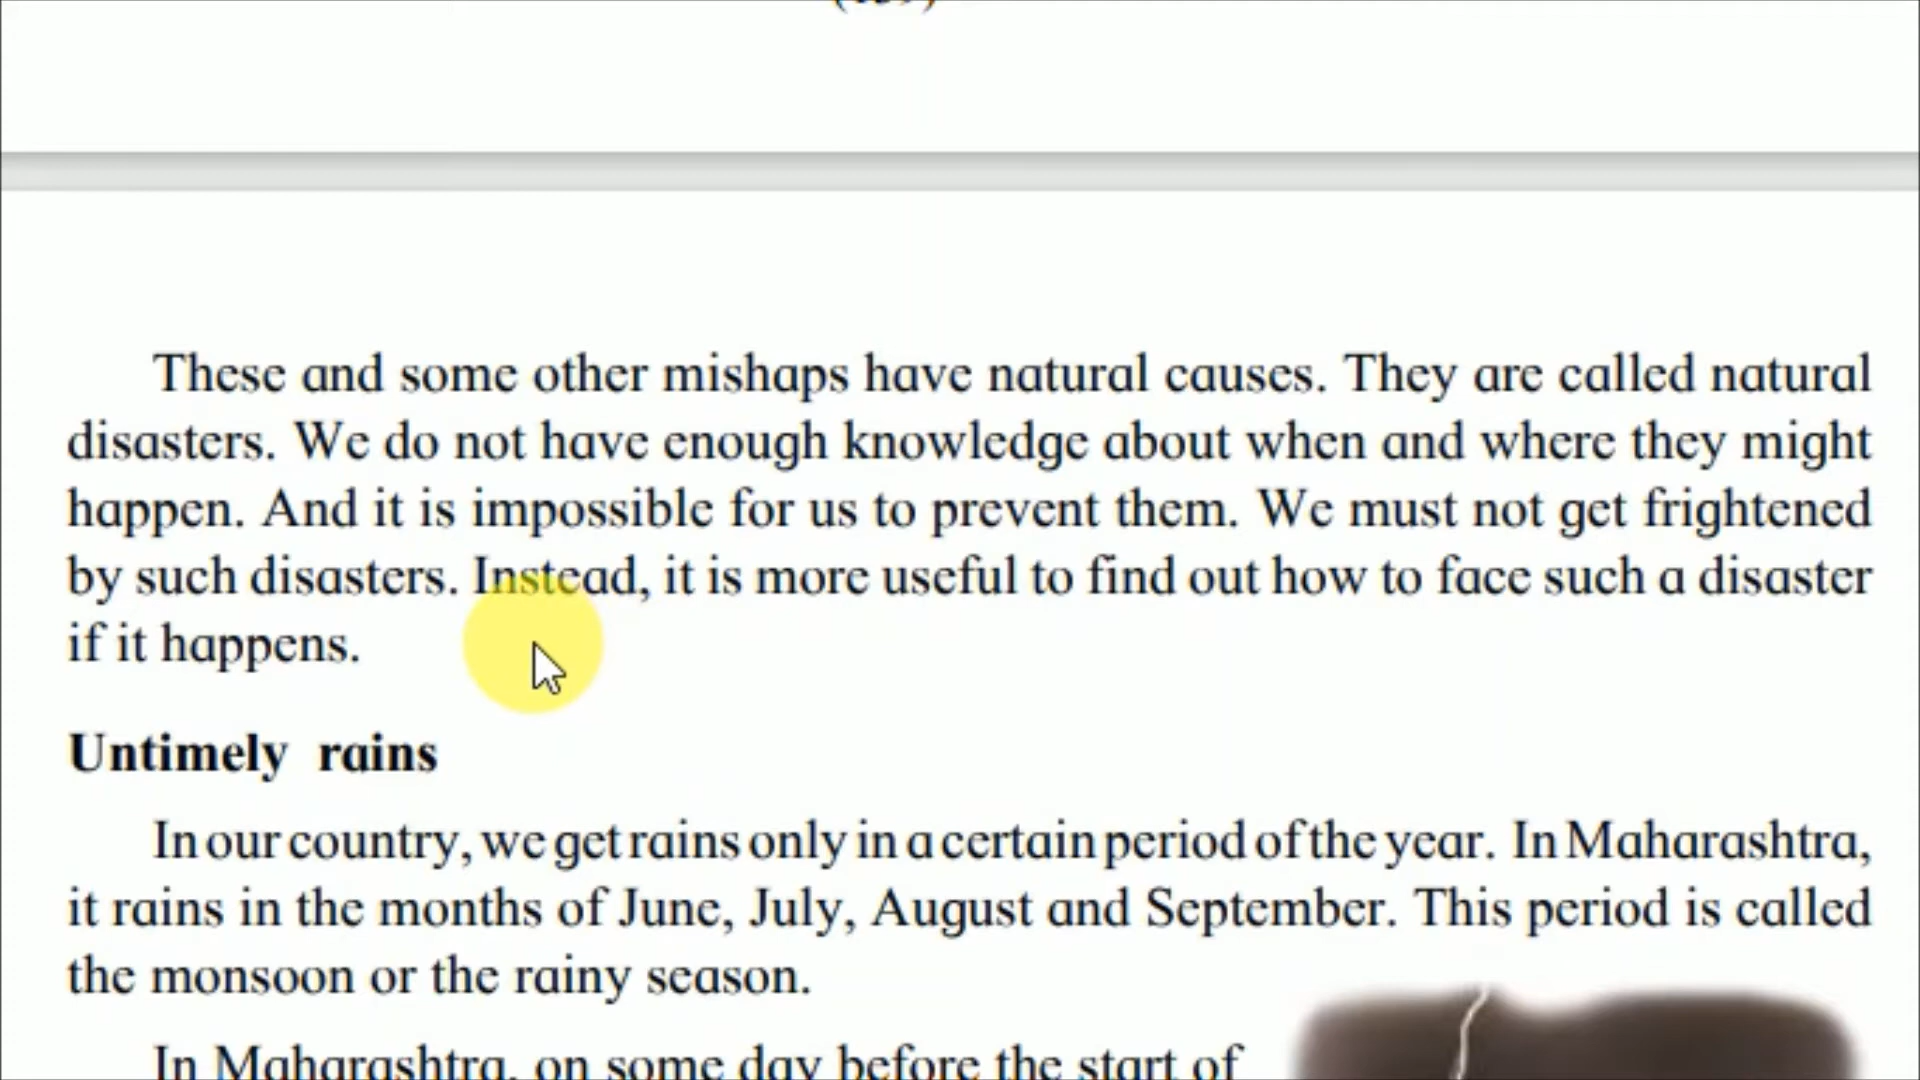 These and some other mishaps have natural causes. They are called natural
disasters. We do not have enough knowledge about when and where they might
happen. And it is impossible for us to prevent them. We must not get frightened
by such disasters. Instead, it is more useful to find out how to face such a disaster
if it happens.
Untimely rains
In our country, we get rains only in a certain period of the year. In Maharashtra,
it rains in the months of June, July, August and September. This period is called
the monsoon or the rainy season.
In Maharashtra, on some day before the start of